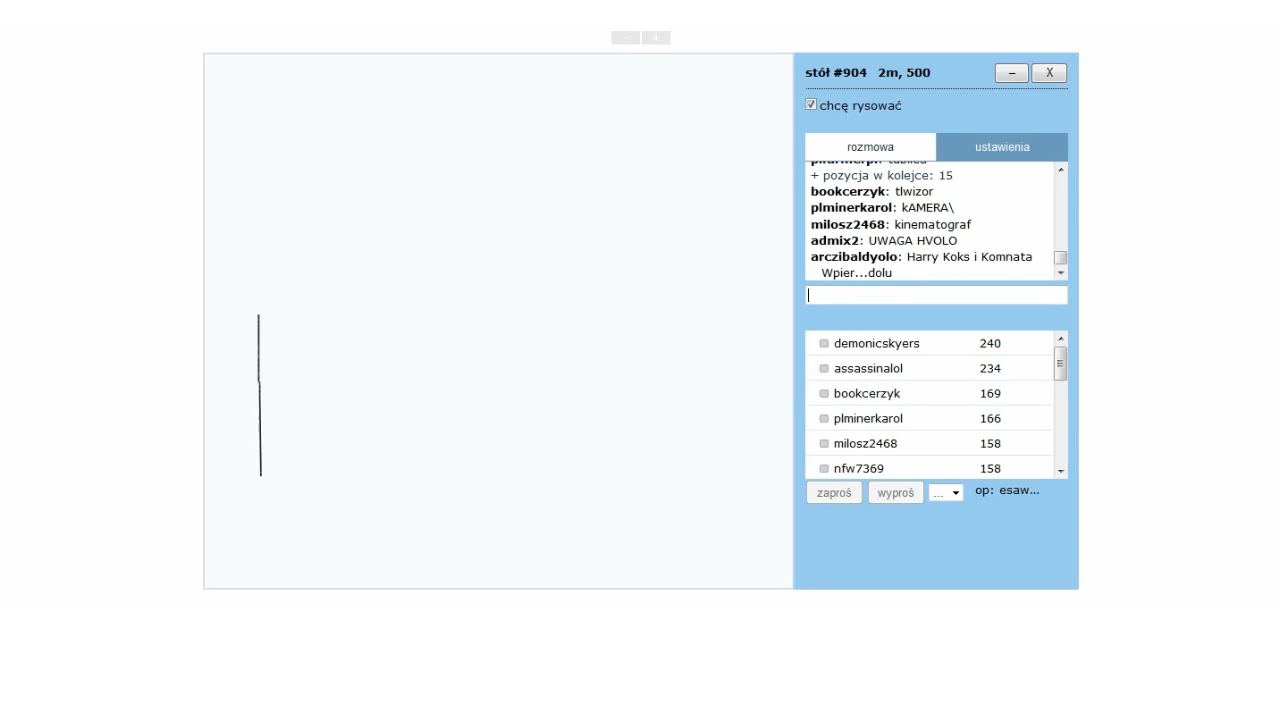 stół #904 2m, 500
– X
chcę rysować
rozmowa ustawienia
+ pozycja w kolejce: 15
bookcerzyk: tlwizor
plminerkarol: kAMERA\
milosz2468: kinematograf
admix2: UWAGA HVOLO
arczibaldyolo: Harry Koks i Komnata
Wpier...dolu
demonicskyers 240
assassinalol 234
bookcerzyk 169
plminerkarol 166
milosz2468 158
nfw7369 158
zaproś wyproś ... op: esaw...